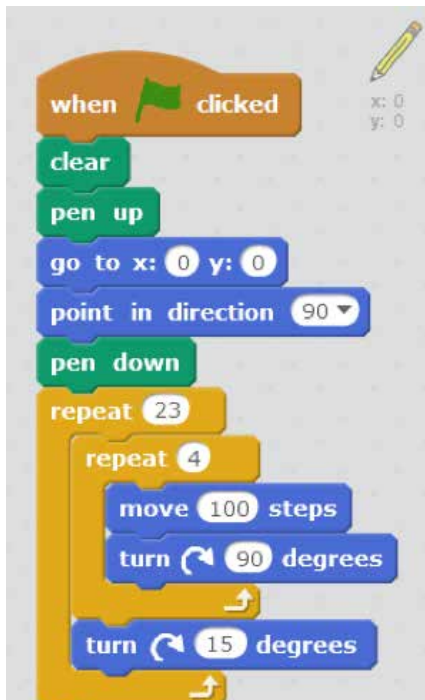 when clicked
x: 0
y: 0
clear
pen up
go to x: 0 y: 0
point in direction 90
pen down
repeat 23
repeat 4
move 100 steps
turn 90 degrees
turn 15 degrees